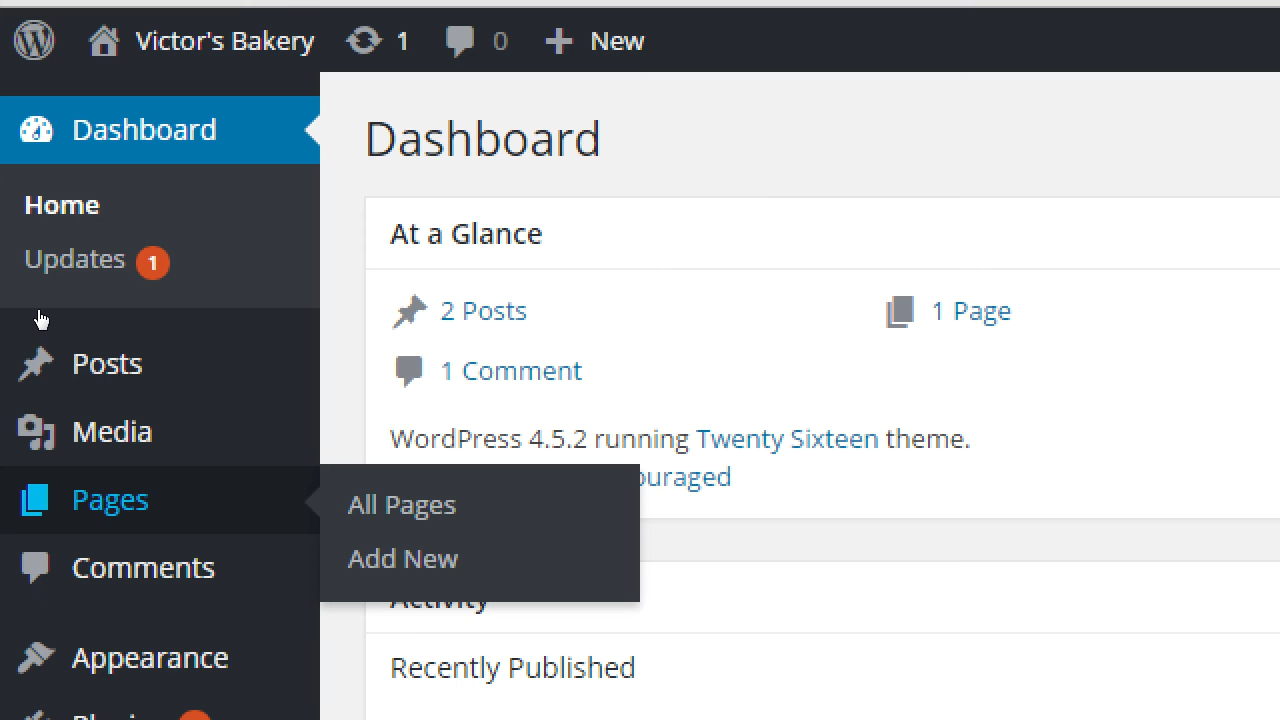 Victor's Bakery 1 0 New
Dashboard
Home
Updates 1
Posts
Media
Pages
Comments
Appearance
All Pages
Add New
Dashboard
At a Glance
2 Posts 1 Page
1 Comment
WordPress 4.5.2 running Twenty Sixteen theme.
ouraged
Activity
Recently Published